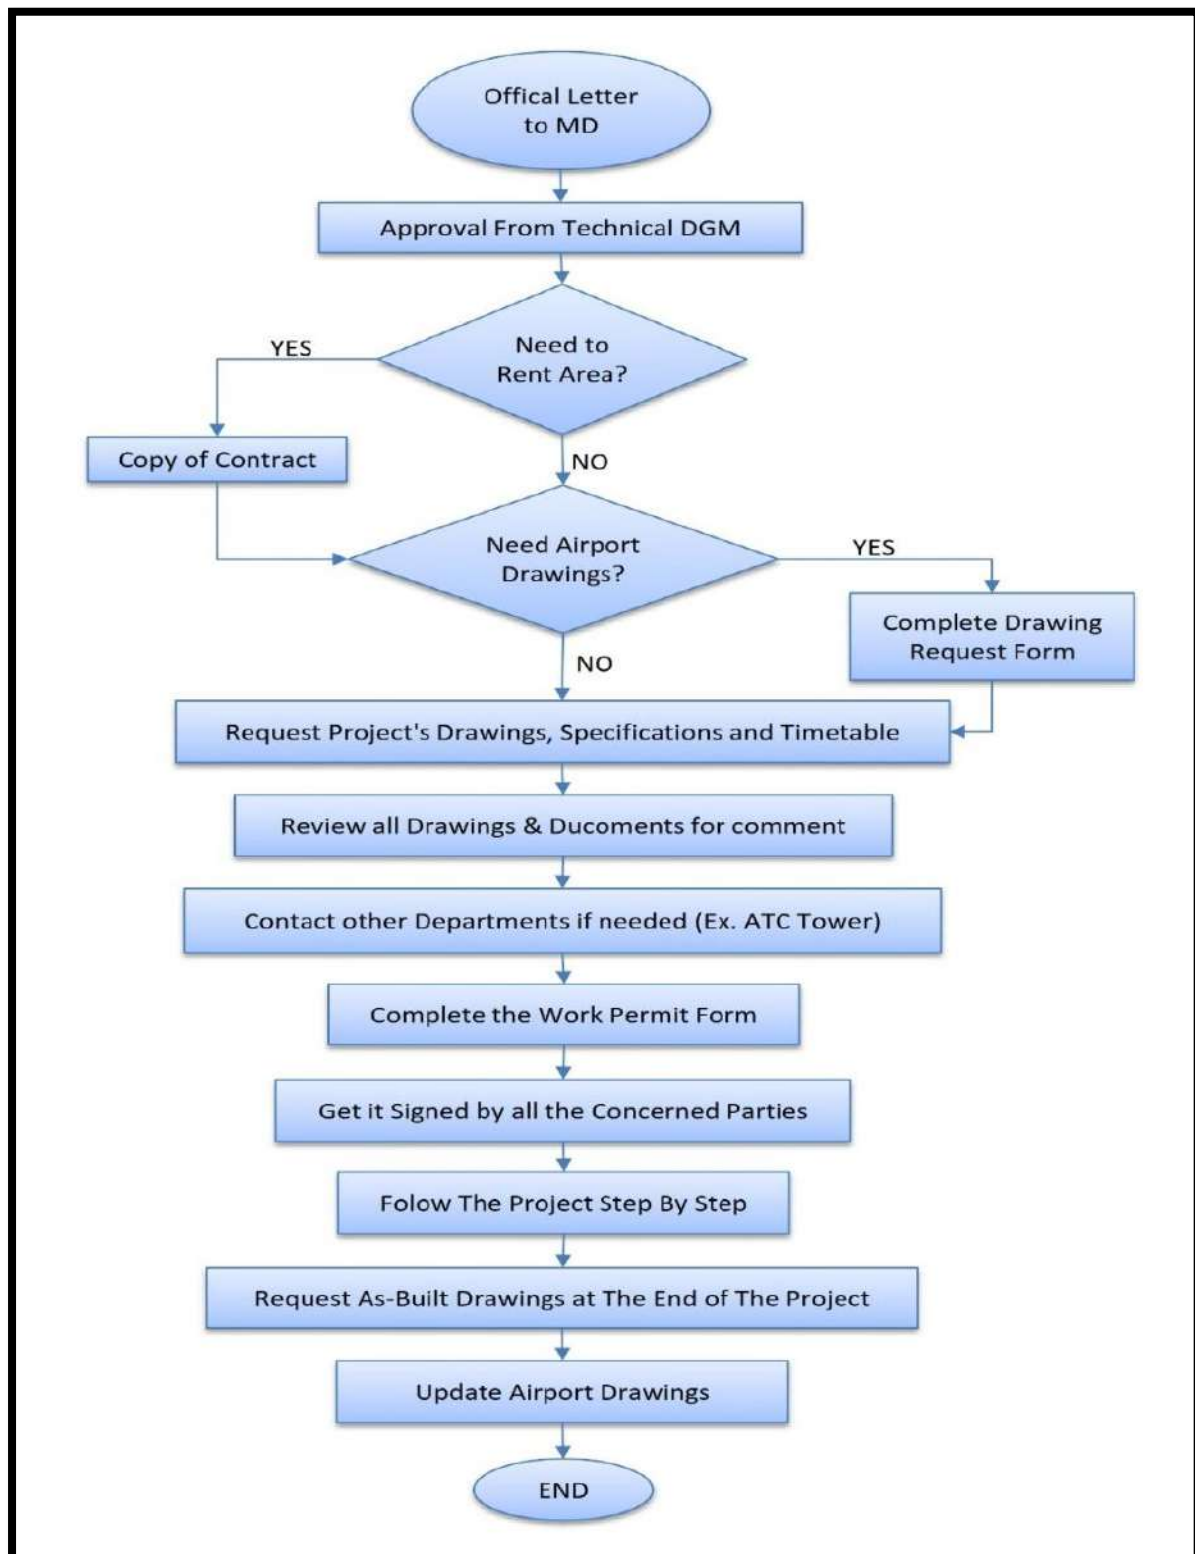 Offical Letter
to MD
Approval From Technical DGM
Need to
Rent Area?
YES
Copy of Contract
NO
Need Airport
Drawings?
YES
Complete Drawing
Request Form
NO
Request Project's Drawings, Specifications and Timetable
Review all Drawings & Ducoments for comment
Contact other Departments if needed (Ex. ATC Tower)
Complete the Work Permit Form
Get it Signed by all the Concerned Parties
Folow The Project Step By Step
Request As-Built Drawings at The End of The Project
Update Airport Drawings
END